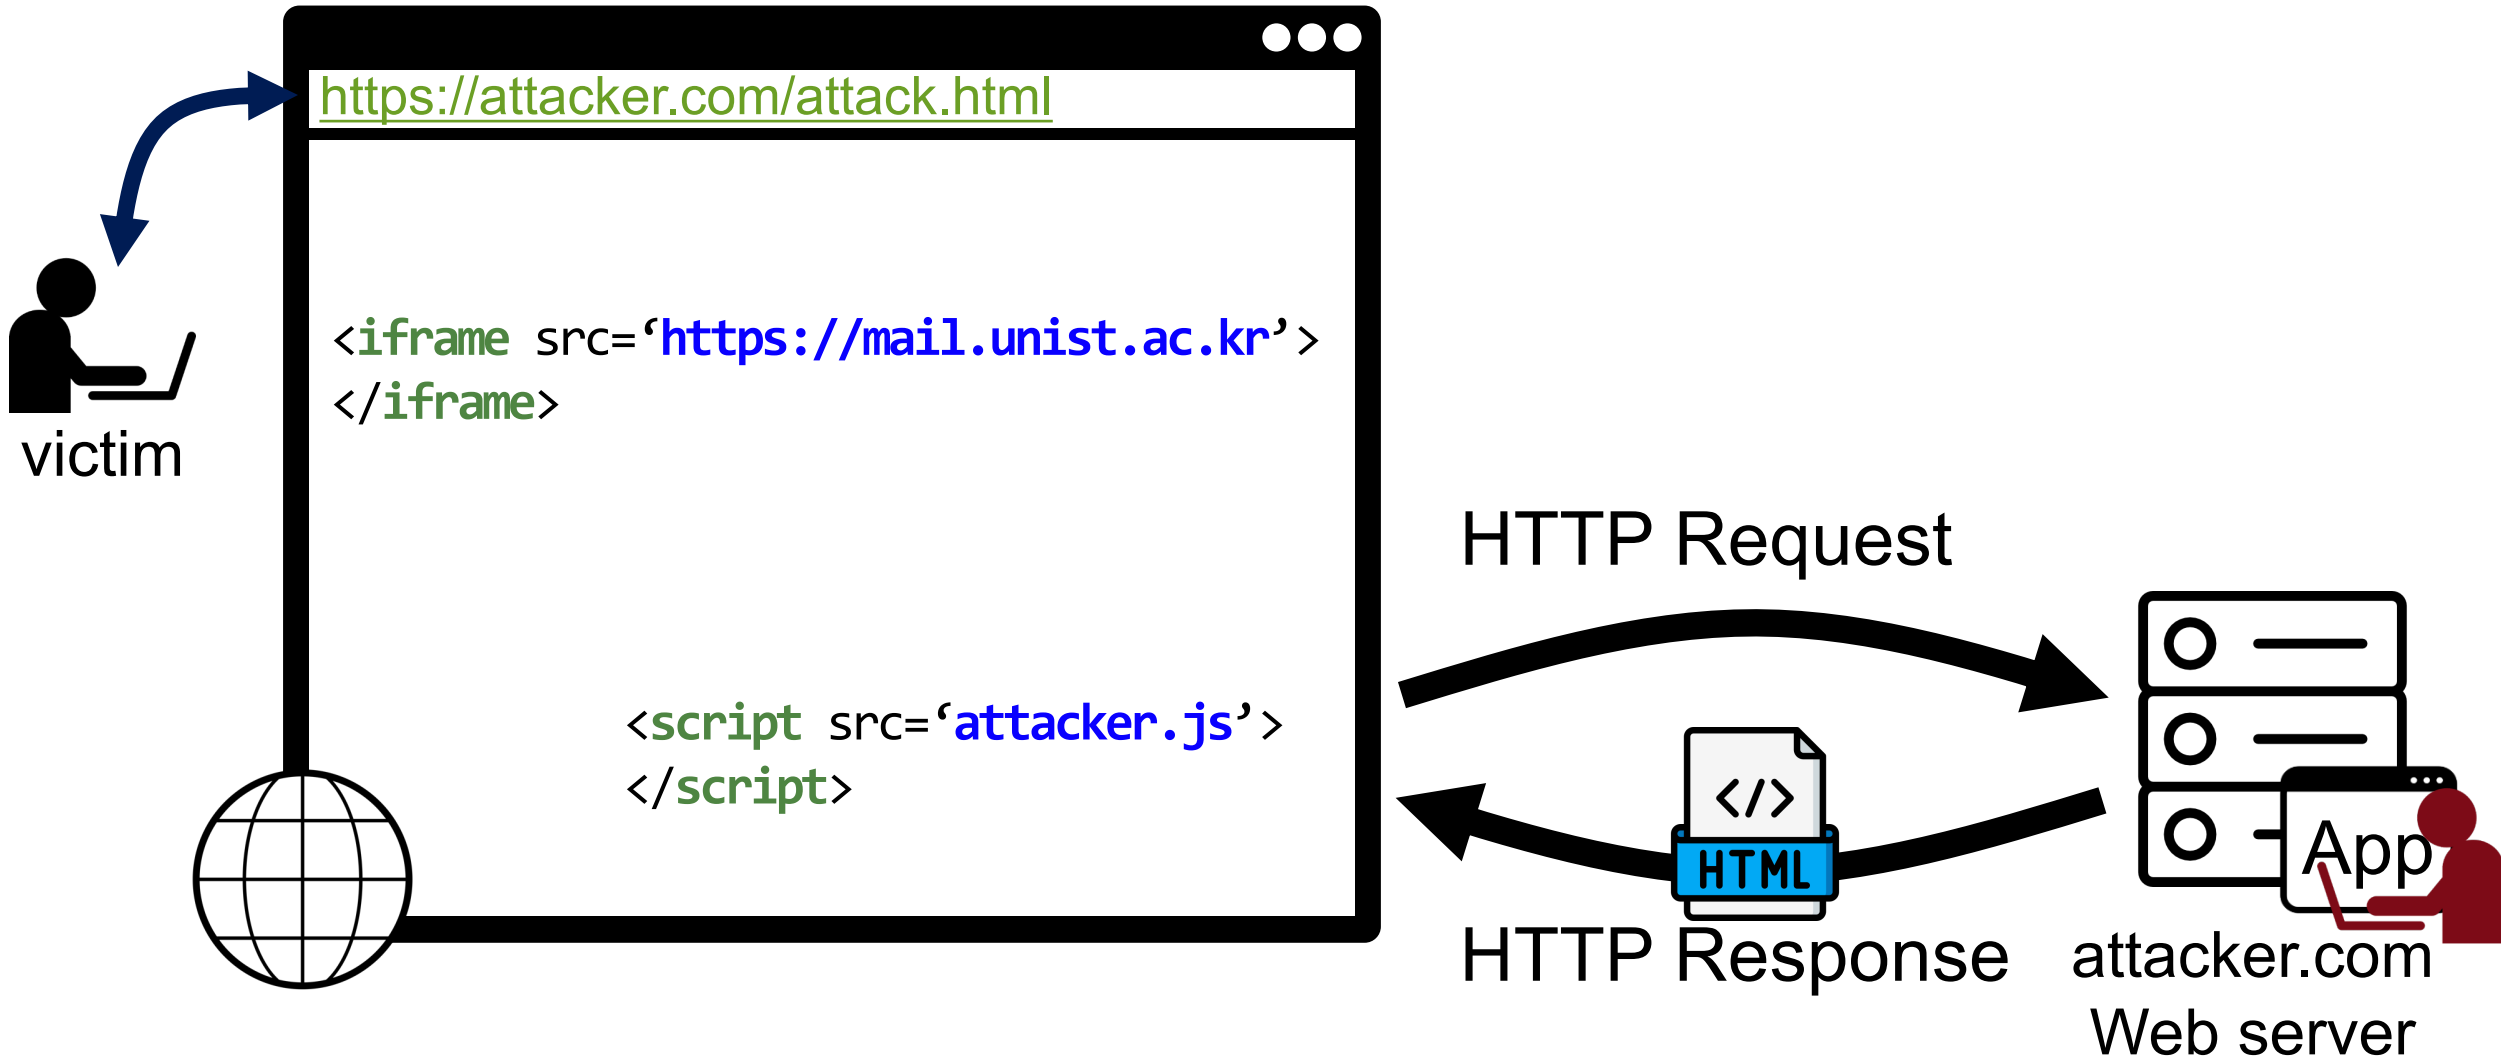 https://attacker.com/attack.html
<iframe src=‘https://mail.unist.ac.kr’>
</iframe>
victim
HTTP Request
<script src=‘attacker.js’>
</script>
</>
HTML
App
HTTP Response
attacker.com
Web server